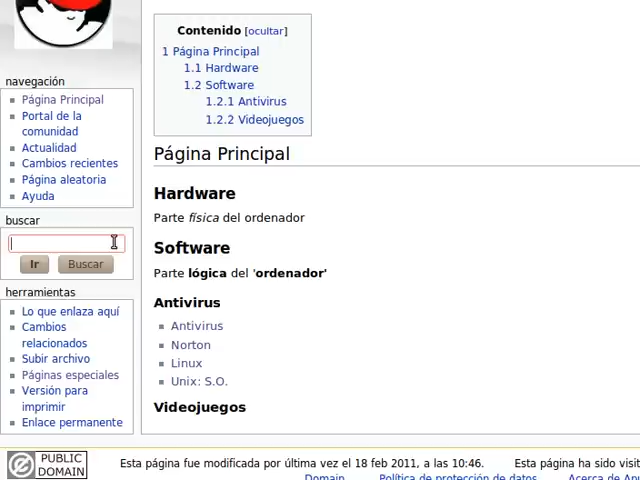 Contenido [ocultar]
1 Página Principal
1.1 Hardware
1.2 Software
1.2.1 Antivirus
1.2.2 Videojuegos
navegación
Página Principal
Portal de la
comunidad
Actualidad
Cambios recientes
Página aleatoria
Ayuda
buscar
Ir Buscar
herramientas
Lo que enlaza aquí
Cambios
relacionados
Subir archivo
Páginas especiales
Versión para
imprimir
Enlace permanente
Página Principal
Hardware
Parte física del ordenador
Software
Parte lógica del 'ordenador'
Antivirus
Antivirus
Norton
Linux
Unix: S.O.
Videojuegos
PUBLIC
DOMAIN
Esta página fue modificada por última vez el 18 feb 2011, a las 10:46. Esta página ha sido visit
Domain Política de protección de datos Acerca de